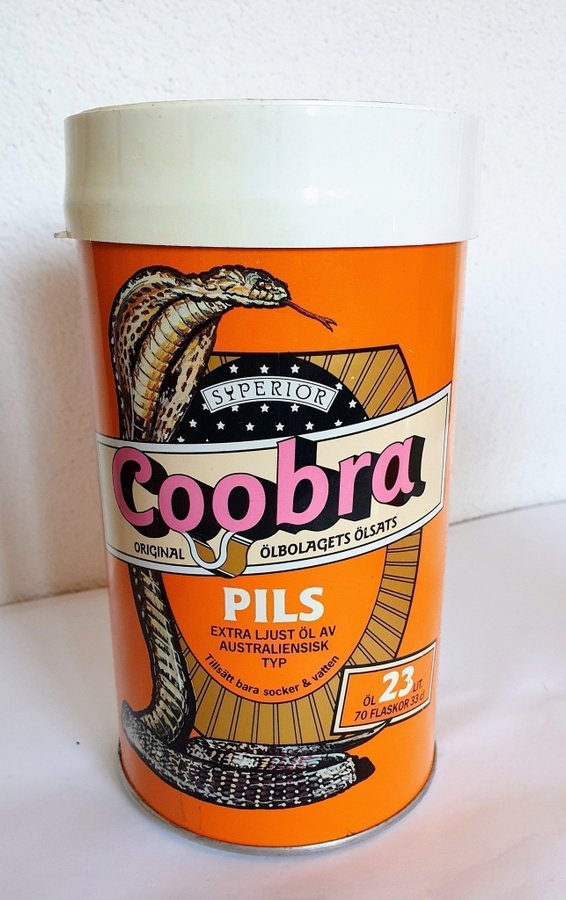 SYPERIOR
Coobra
ORIGINAL ÖLBOLAGETS ÖLSATS
PILS
EXTRA LJUST ÖL AV
AUSTRALIENSISK
TYP
Tillsätt bara socker & vatten
ÖL 23 LIT.
70 FLASKOR 33 cl